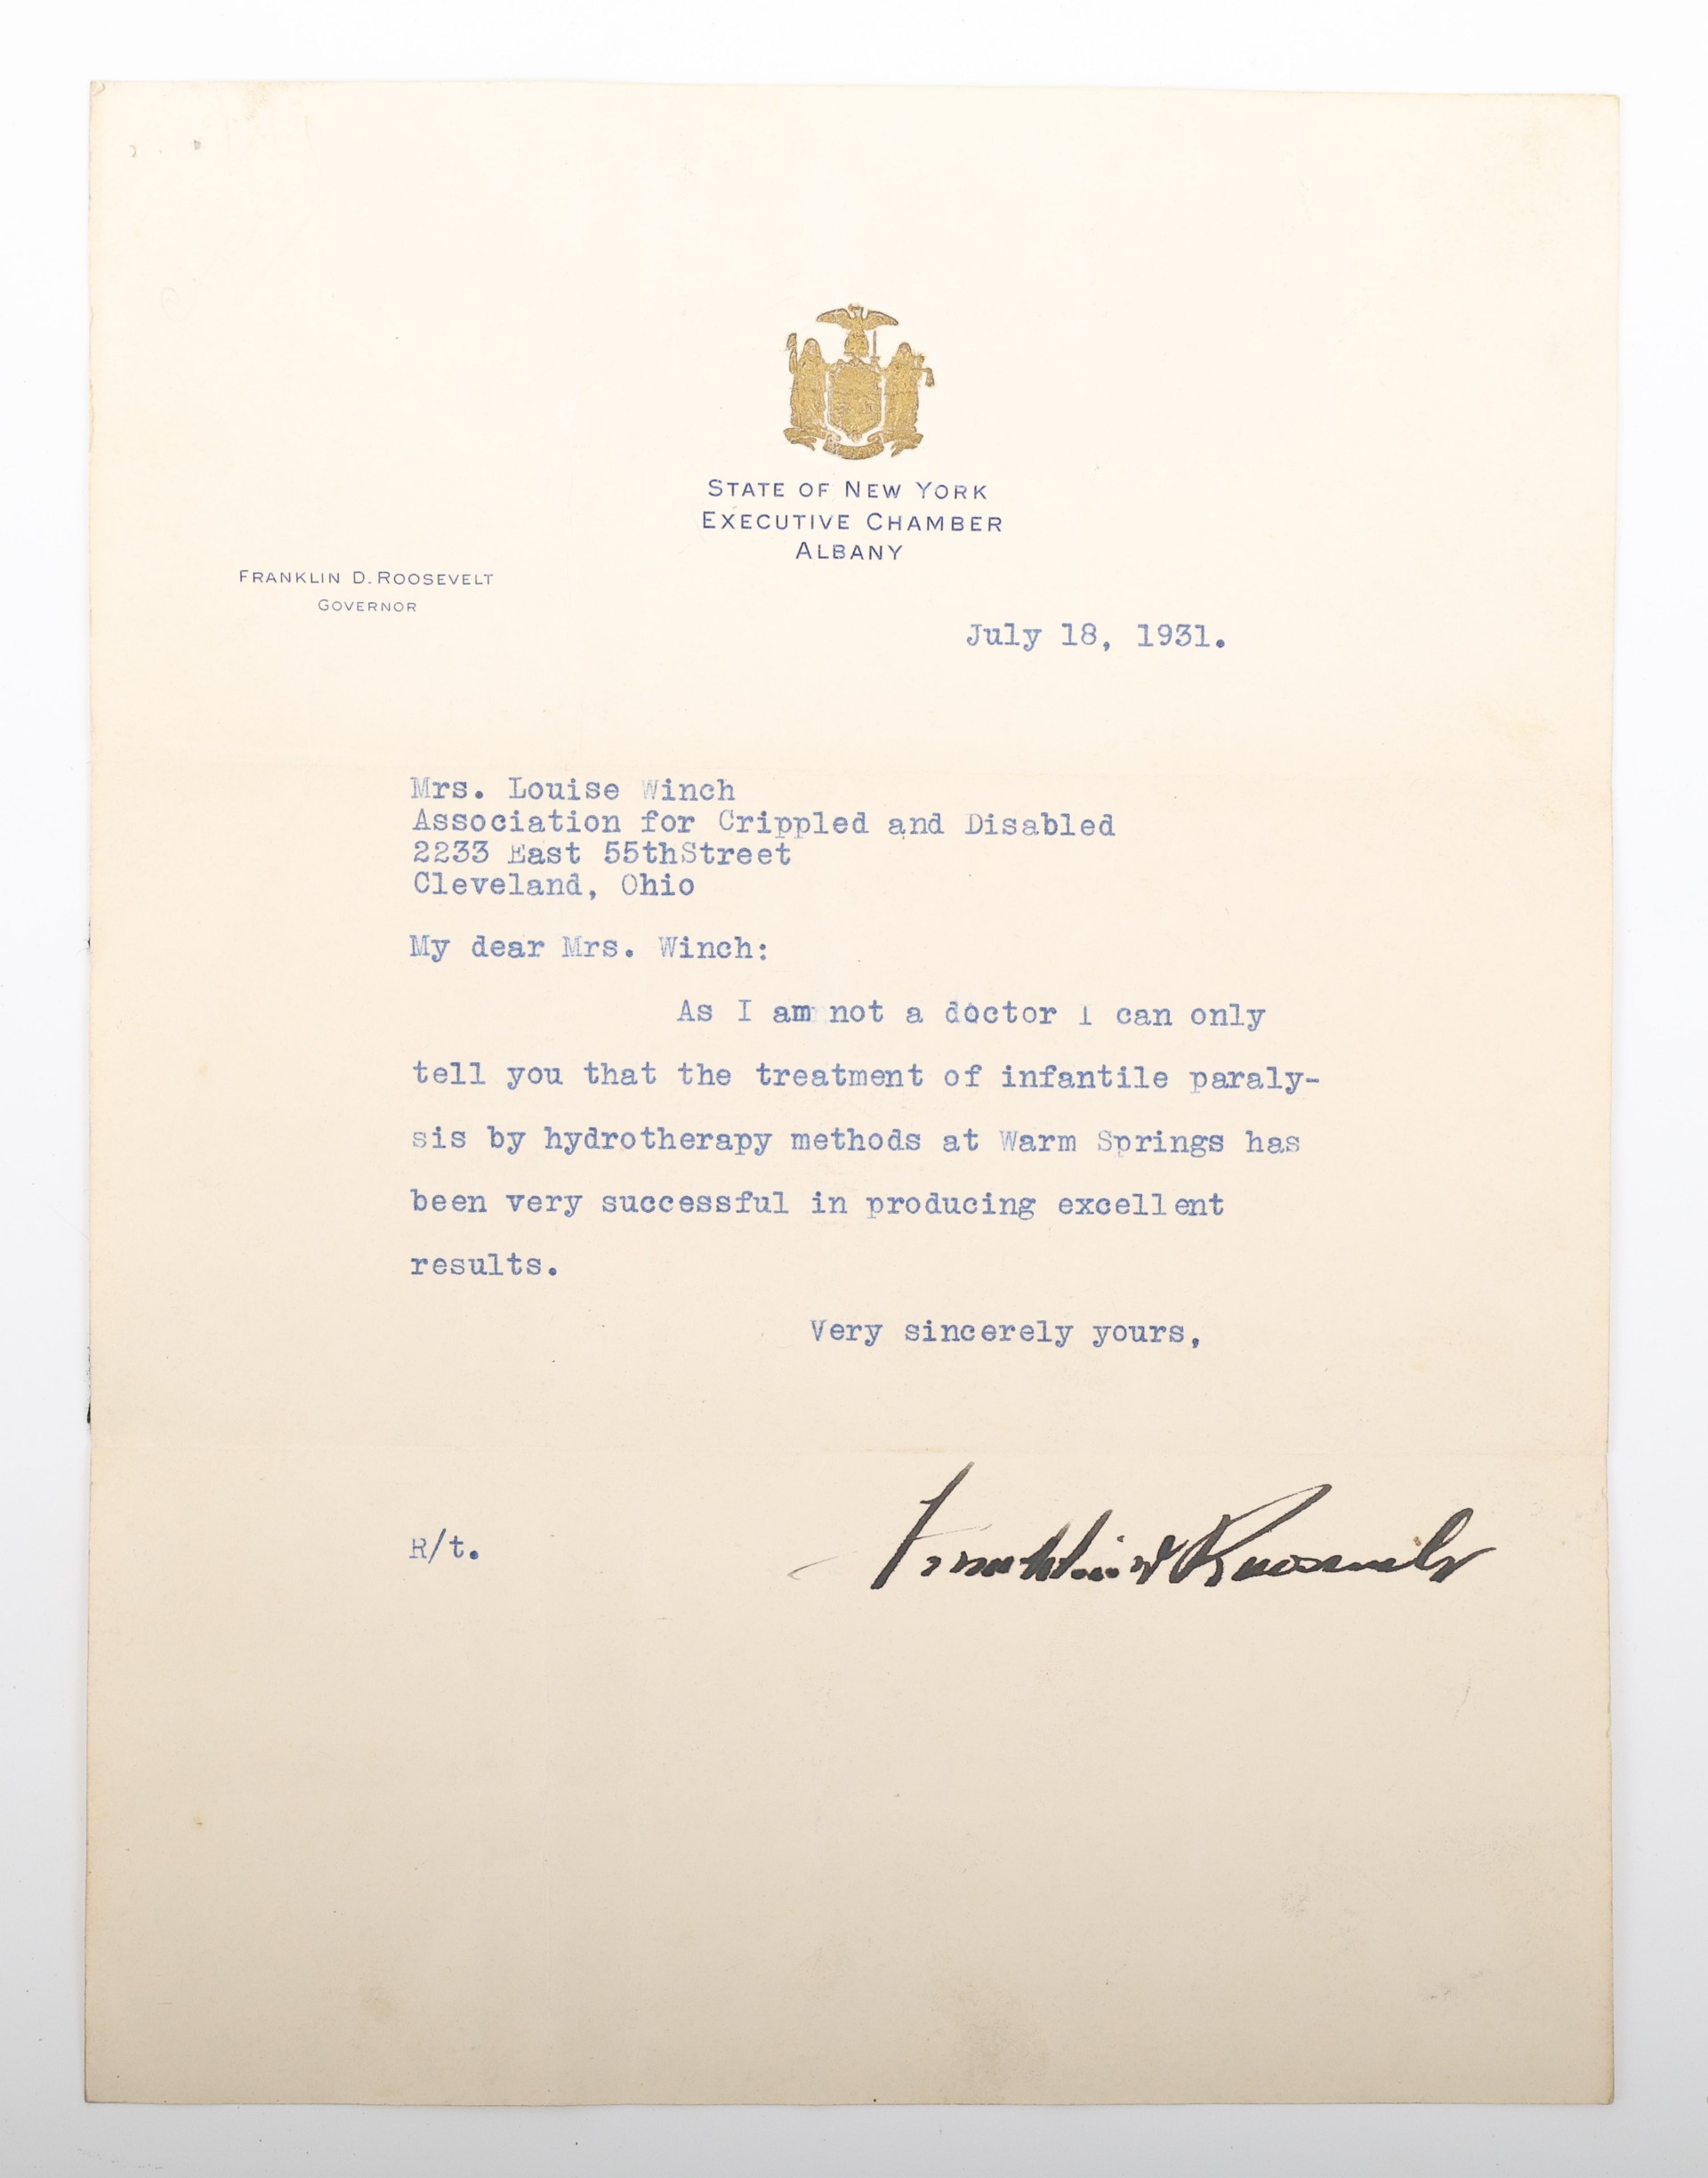 STATE OF NEW YORK
EXECUTIVE CHAMBER
ALBANY
FRANKLIN D. ROOSEVELT
GOVERNOR
July 18, 1931.
Mrs. Louise Winch
Association for Crippled and Disabled
2233 East 55thStreet
Cleveland, Ohio
My dear Mrs. Winch:
As I am not a doctor I can only
tell you that the treatment of infantile paraly-
sis by hydrotherapy methods at Warm Springs has
been very successful in producing excellent
results.
Very sincerely yours,
Franklin D Roosevelt
R/t.